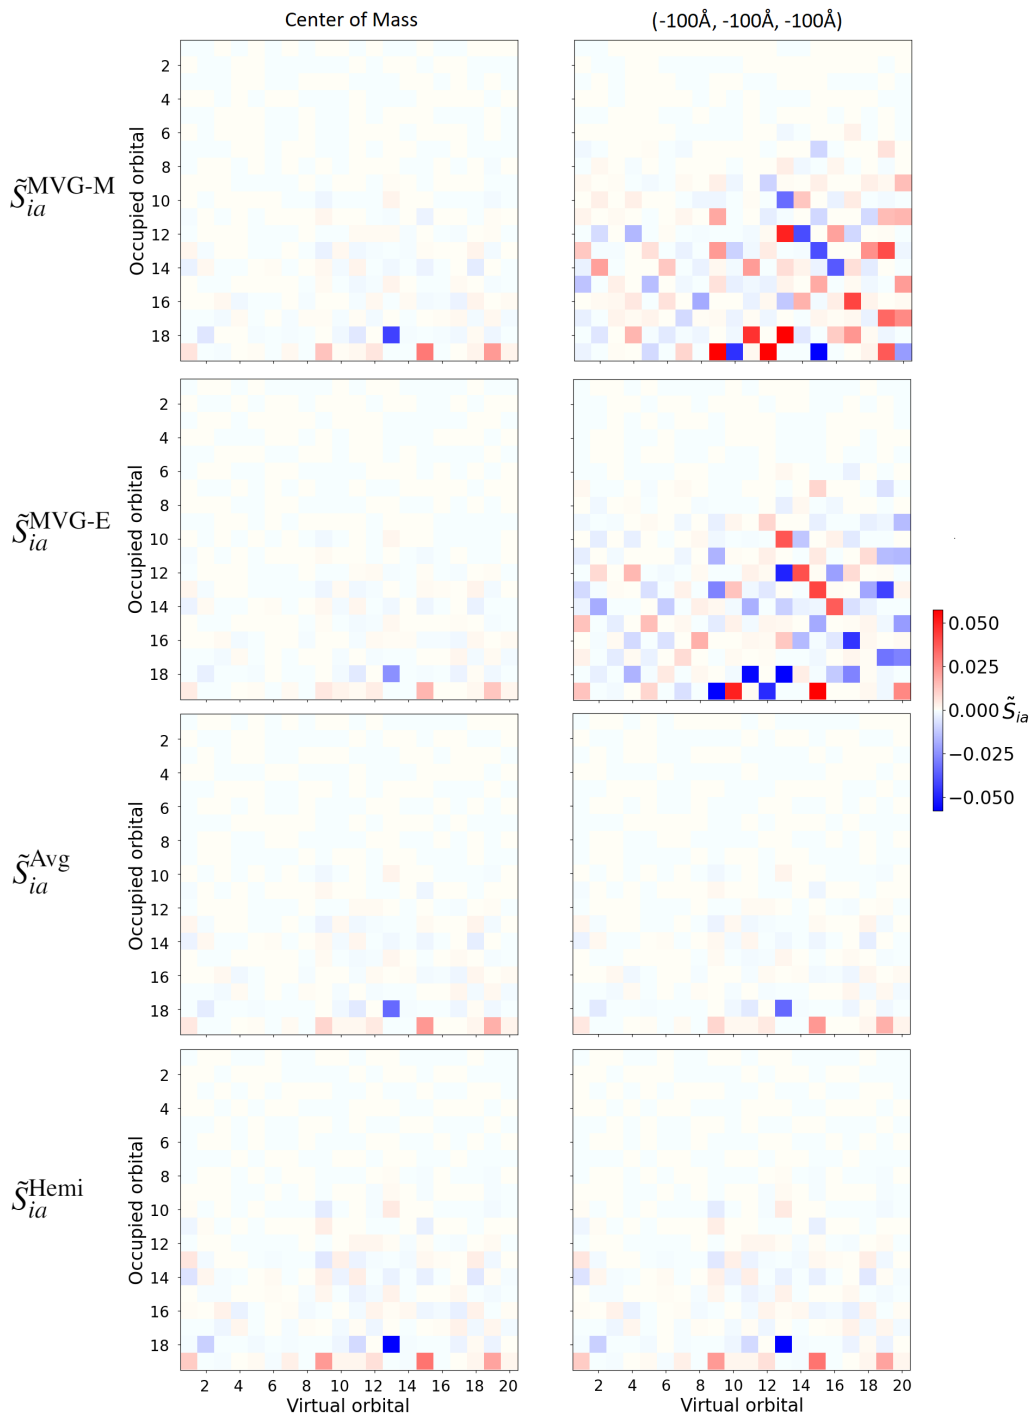 Center of Mass
(-100Å, -100Å, -100Å)
S̃ia^MVG-M
Occupied orbital
2
4
6
8
10
12
14
16
18
S̃ia^MVG-E
Occupied orbital
2
4
6
8
10
12
14
16
18
0.050
0.025
0.000
−0.025
−0.050
S̃ia
S̃ia^Avg
Occupied orbital
2
4
6
8
10
12
14
16
18
S̃ia^Hemi
Occupied orbital
2
4
6
8
10
12
14
16
18
2 4 6 8 10 12 14 16 18 20
Virtual orbital
2 4 6 8 10 12 14 16 18 20
Virtual orbital